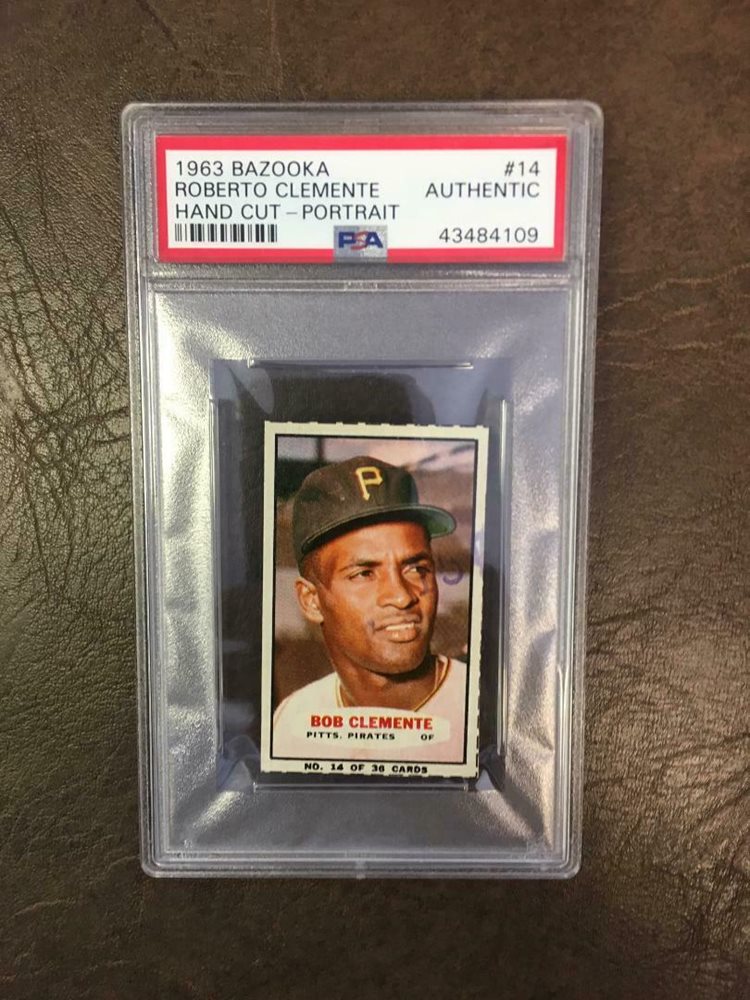 1963 BAZOOKA #14
ROBERTO CLEMENTE AUTHENTIC
HAND CUT – PORTRAIT
PSA 43484109
P
BOB CLEMENTE
PITTS. PIRATES OF
NO. 14 OF 36 CARDS